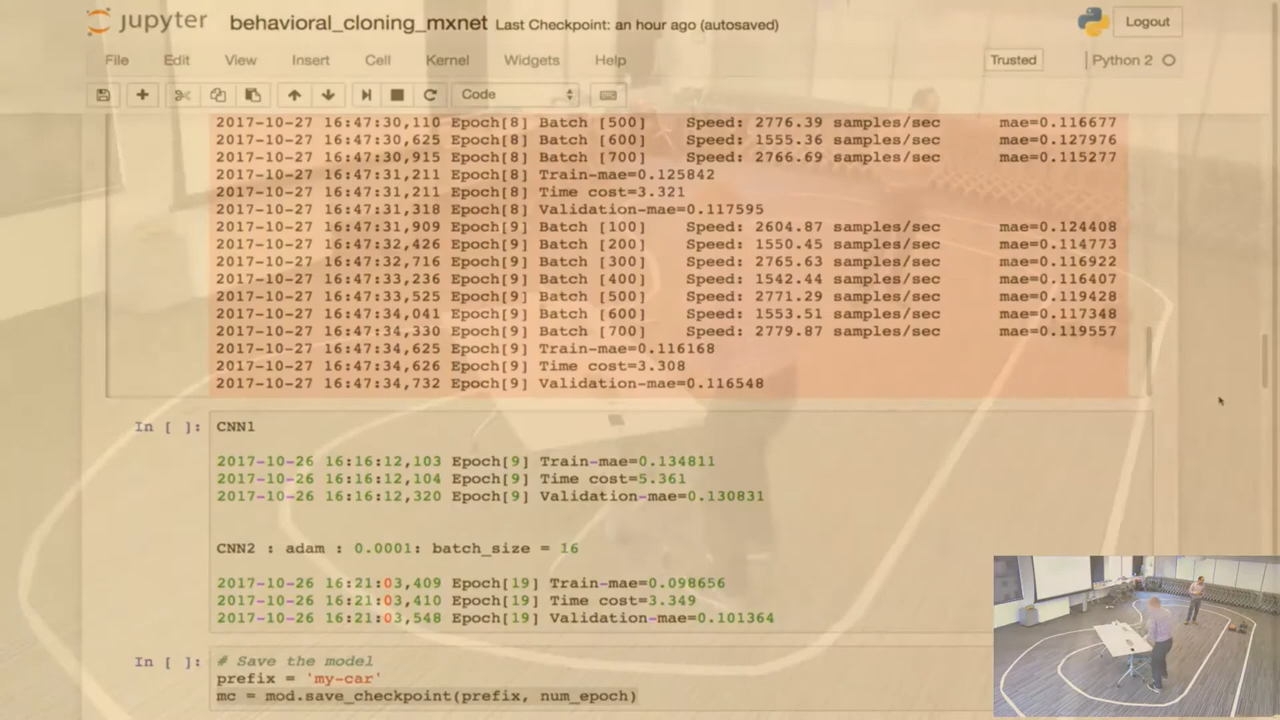 jupyter behavioral_cloning_mxnet Last Checkpoint: an hour ago (autosaved) Logout
File Edit View Insert Cell Kernel Widgets Help Trusted Python 2
Code
2017-10-27 16:47:30,110 Epoch[8] Batch [500] Speed: 2776.39 samples/sec mae=0.116677
2017-10-27 16:47:30,625 Epoch[8] Batch [600] Speed: 1555.36 samples/sec mae=0.127976
2017-10-27 16:47:30,915 Epoch[8] Batch [700] Speed: 2766.69 samples/sec mae=0.115277
2017-10-27 16:47:31,211 Epoch[8] Train-mae=0.125842
2017-10-27 16:47:31,211 Epoch[8] Time cost=3.321
2017-10-27 16:47:31,318 Epoch[8] Validation-mae=0.117595
2017-10-27 16:47:31,909 Epoch[9] Batch [100] Speed: 2604.87 samples/sec mae=0.124408
2017-10-27 16:47:32,426 Epoch[9] Batch [200] Speed: 1550.45 samples/sec mae=0.114773
2017-10-27 16:47:32,716 Epoch[9] Batch [300] Speed: 2765.63 samples/sec mae=0.116922
2017-10-27 16:47:33,236 Epoch[9] Batch [400] Speed: 1542.44 samples/sec mae=0.116407
2017-10-27 16:47:33,525 Epoch[9] Batch [500] Speed: 2771.29 samples/sec mae=0.119428
2017-10-27 16:47:34,041 Epoch[9] Batch [600] Speed: 1553.51 samples/sec mae=0.117348
2017-10-27 16:47:34,330 Epoch[9] Batch [700] Speed: 2779.87 samples/sec mae=0.119557
2017-10-27 16:47:34,625 Epoch[9] Train-mae=0.116168
2017-10-27 16:47:34,626 Epoch[9] Time cost=3.308
2017-10-27 16:47:34,732 Epoch[9] Validation-mae=0.116548
In [ ]: CNN1
2017-10-26 16:16:12,103 Epoch[9] Train-mae=0.134811
2017-10-26 16:16:12,104 Epoch[9] Time cost=5.361
2017-10-26 16:16:12,320 Epoch[9] Validation-mae=0.130831
CNN2 : adam : 0.0001: batch_size = 16
2017-10-26 16:21:03,409 Epoch[19] Train-mae=0.098656
2017-10-26 16:21:03,410 Epoch[19] Time cost=3.349
2017-10-26 16:21:03,548 Epoch[19] Validation-mae=0.101364
In [ ]: # Save the model
prefix = 'my-car'
mc = mod.save_checkpoint(prefix, num_epoch)